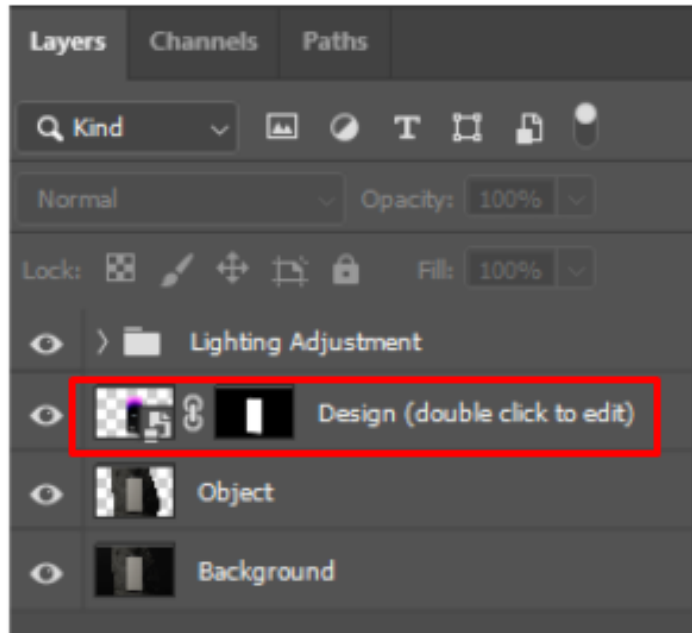 Layers Channels Paths
Kind
Normal Opacity: 100%
Lock: Fill: 100%
Lighting Adjustment
Design (double click to edit)
Object
Background